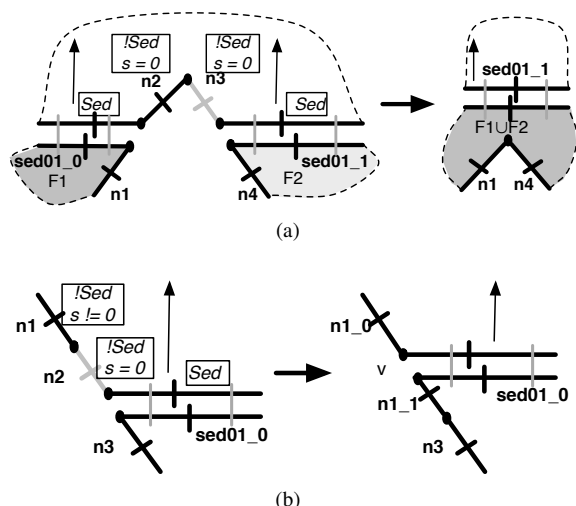 !Sed
s = 0
n2
!Sed
s = 0
n3
Sed
Sed
sed01_0
F1
n1
n4
F2
sed01_1
sed01_1
F1∪F2
n1
n4
(a)
n1
!Sed
s != 0
!Sed
s = 0
n2
Sed
sed01_0
n3
n1_0
v
n1_1
sed01_0
n3
(b)